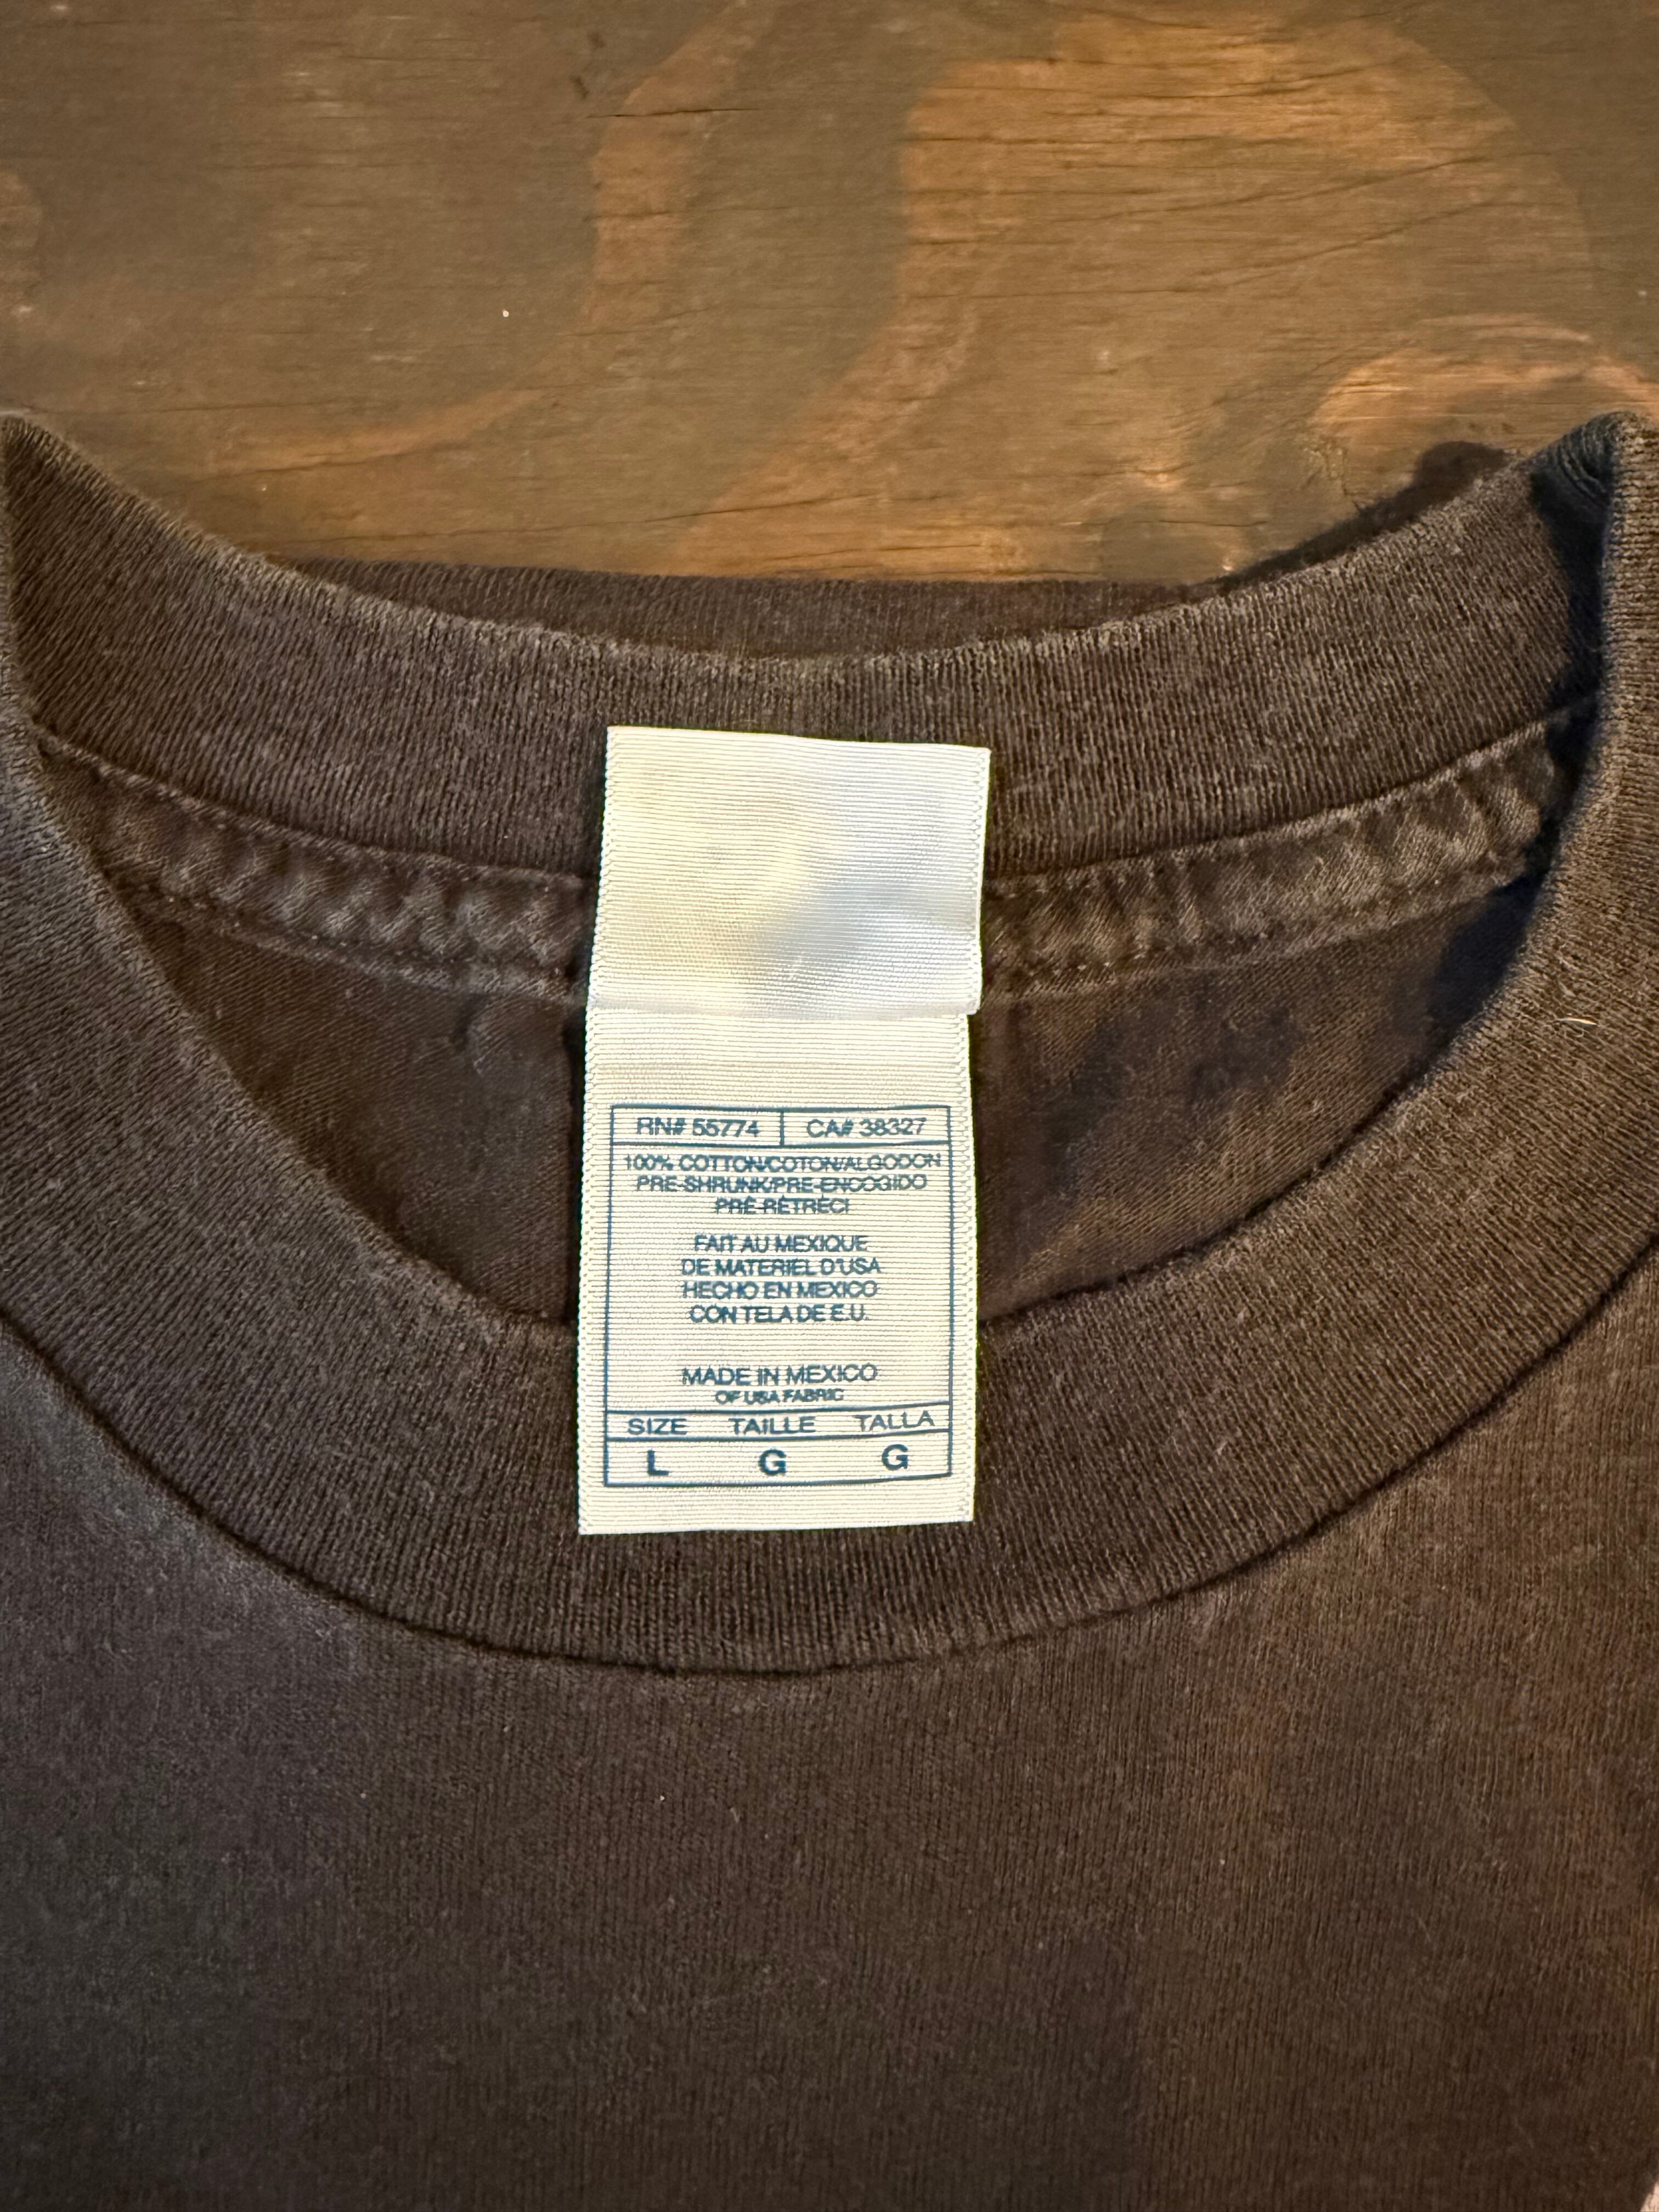 RN# 55774 CA# 38327
100% COTTON/COTON/ALGODON
PRE-SHRUNK/PRE-ENCOGIDO
PRÉ-RÉTRÉCI
FAIT AU MEXIQUE
DE MATERIEL D'USA
HECHO EN MEXICO
CON TELA DE E.U.
MADE IN MEXICO
OF USA FABRIC
SIZE TAILLE TALLA
L G G